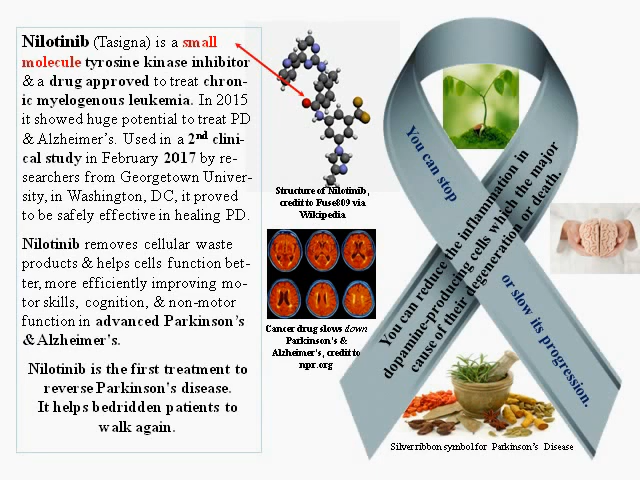 Nilotinib (Tasigna) is a small
molecule tyrosine kinase inhibitor
& a drug approved to treat chron-
ic myelogenous leukemia. In 2015
it showed huge potential to treat PD
& Alzheimer's. Used in a 2nd clini-
cal study in February 2017 by re-
searchers from Georgetown Univer-
sity, in Washington, DC, it proved
to be safely effective in healing PD.
Nilotinib removes cellular waste
products & helps cells function bet-
ter, more efficiently improving mo-
tor skills, cognition, & non-motor
function in advanced Parkinson's
& Alzheimer's.
Nilotinib is the first treatment to
reverse Parkinson's disease.
It helps bedridden patients to
walk again.
Structure of Nilotinib,
credit to Fuse809 via
Wikipedia
Cancer drug slows down
Parkinson's &
Alzheimer's, credit to
npr.org
You can stop
or slow its progression.
You can reduce the inflammation in
dopamine-producing cells which the major
cause of their degeneration or death.
Silver ribbon symbol for Parkinson's Disease